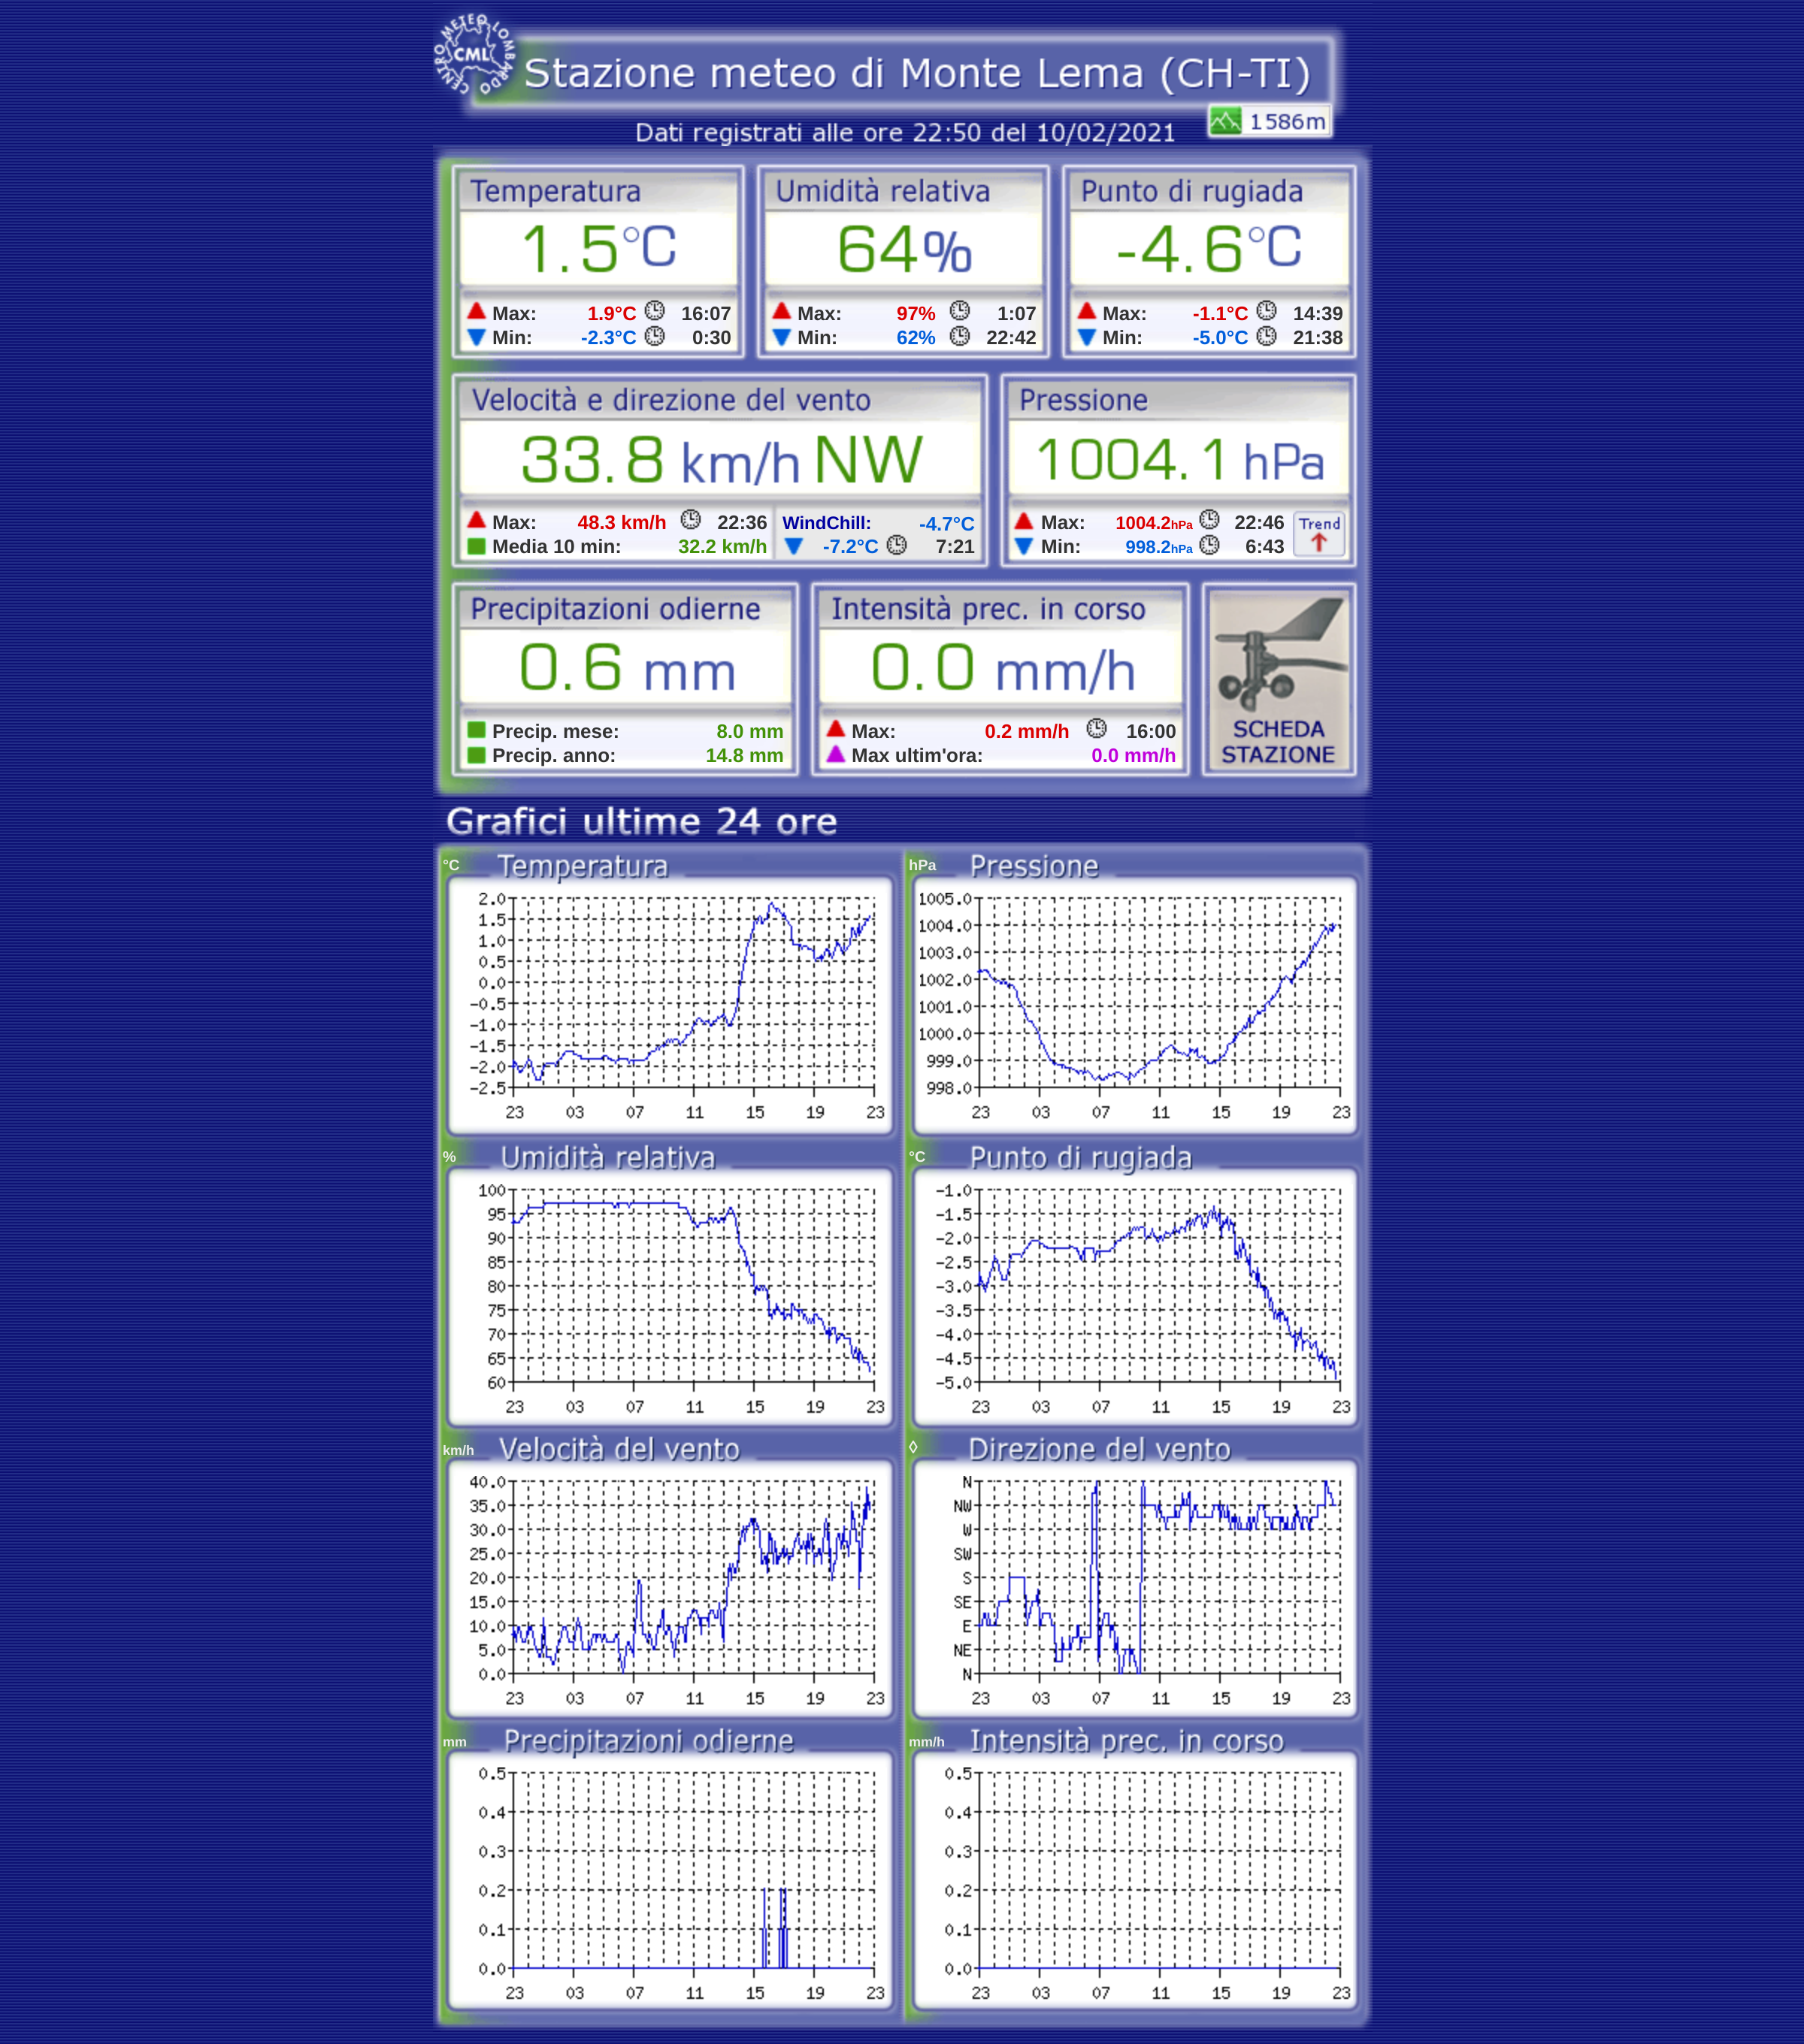 CENTRO METEO LOMBARDO
CML
Stazione meteo di Monte Lema (CH-TI)
1586m
Dati registrati alle ore 22:50 del 10/02/2021
Temperatura Umidità relativa Punto di rugiada
1.5°C 64% -4.6°C
Max: 1.9°C 16:07 Max: 97% 1:07 Max: -1.1°C 14:39
Min: -2.3°C 0:30 Min: 62% 22:42 Min: -5.0°C 21:38
Velocità e direzione del vento Pressione
33.8 km/h NW 1004.1 hPa
Max: 48.3 km/h 22:36 WindChill: -4.7°C Max: 1004.2hPa 22:46 Trend
Media 10 min: 32.2 km/h -7.2°C 7:21 Min: 998.2hPa 6:43
Precipitazioni odierne Intensità prec. in corso
0.6 mm 0.0 mm/h
Precip. mese: 8.0 mm Max: 0.2 mm/h 16:00 SCHEDA
Precip. anno: 14.8 mm Max ultim'ora: 0.0 mm/h STAZIONE
Grafici ultime 24 ore
°C Temperatura
2.0
1.5
1.0
0.5
0.0
-0.5
-1.0
-1.5
-2.0
-2.5
23 03 07 11 15 19 23
hPa Pressione
1005.0
1004.0
1003.0
1002.0
1001.0
1000.0
999.0
998.0
23 03 07 11 15 19 23
% Umidità relativa
100
95
90
85
80
75
70
65
60
23 03 07 11 15 19 23
°C Punto di rugiada
-1.0
-1.5
-2.0
-2.5
-3.0
-3.5
-4.0
-4.5
-5.0
23 03 07 11 15 19 23
km/h Velocità del vento
40.0
35.0
30.0
25.0
20.0
15.0
10.0
5.0
0.0
23 03 07 11 15 19 23
◊ Direzione del vento
N
NW
W
SW
S
SE
E
NE
N
23 03 07 11 15 19 23
mm Precipitazioni odierne
0.5
0.4
0.3
0.2
0.1
0.0
23 03 07 11 15 19 23
mm/h Intensità prec. in corso
0.5
0.4
0.3
0.2
0.1
0.0
23 03 07 11 15 19 23